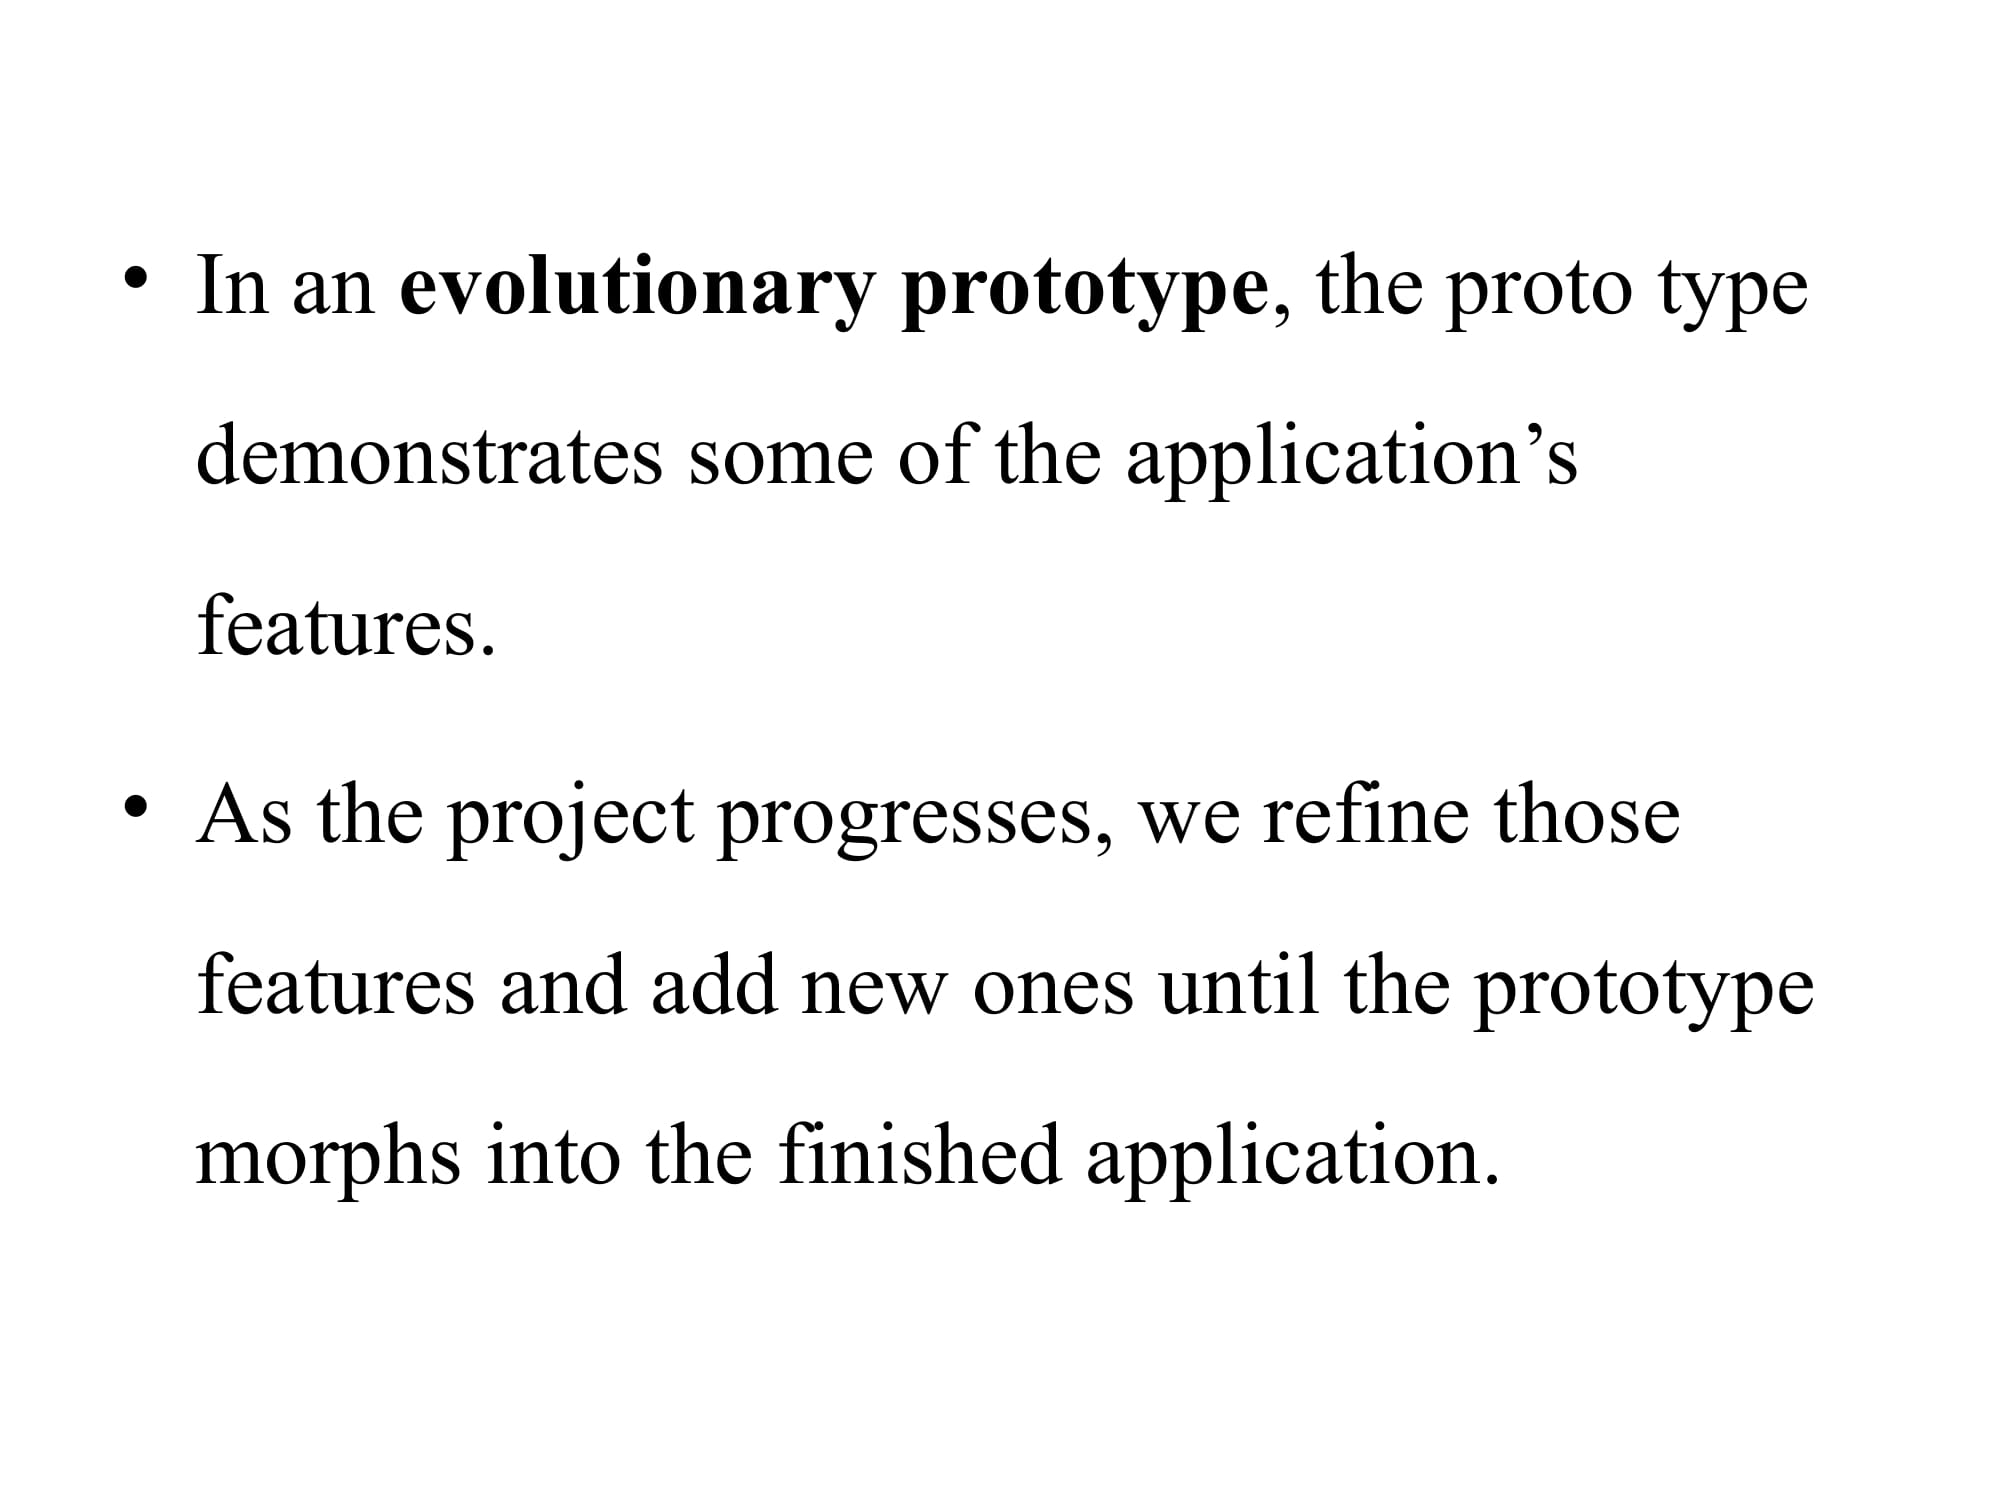 • In an evolutionary prototype, the proto type
demonstrates some of the application’s
features.
• As the project progresses, we refine those
features and add new ones until the prototype
morphs into the finished application.